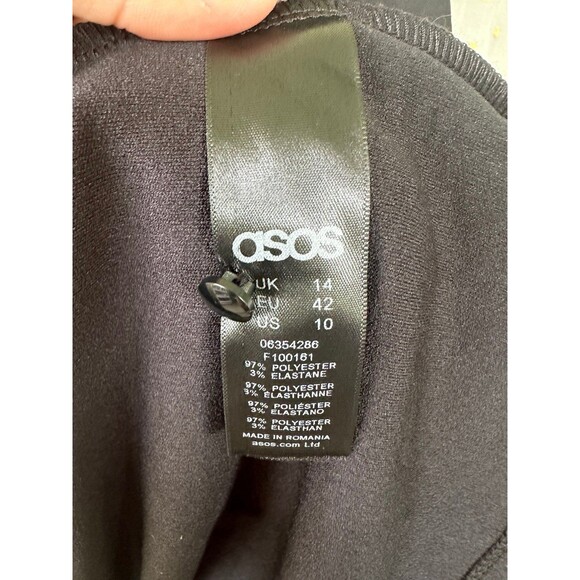 asos
UK 14
EU 42
US 10
06354286
F100161
97% POLYESTER
3% ELASTANE
97% POLYESTER
3% ELASTHANNE
97% POLIÉSTER
3% ELASTANO
97% POLYESTER
3% ELASTHAN
MADE IN ROMANIA
asos.com Ltd.